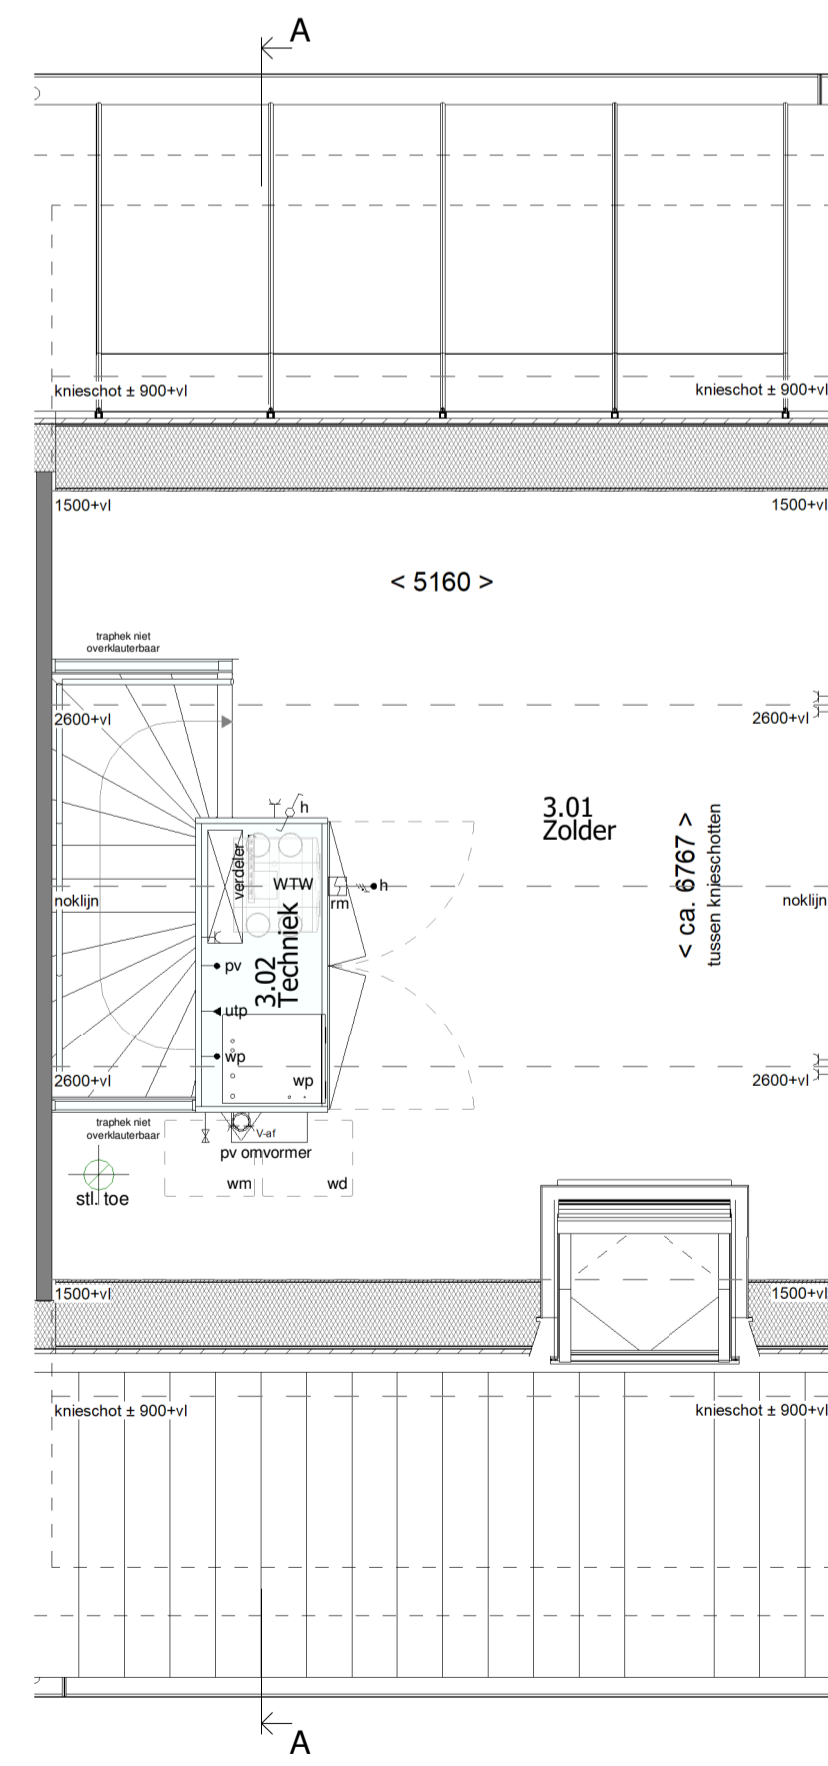 A
knieschot ± 900+vl
knieschot ± 900+vl
1500+vl
1500+vl
< 5160 >
traphek niet
overklauterbaar
2600+vl
2600+vl
3.01
Zolder
< ca. 6767 >
tussen knieschotten
h
verdeler
WTW
h
rm
noklijn
noklijn
3.02
Techniek
pv
utp
wp
wp
2600+vl
2600+vl
traphek niet
overklauterbaar
V-af
pv omvormer
wm
wd
stl. toe
1500+vl
1500+vl
knieschot ± 900+vl
knieschot ± 900+vl
A